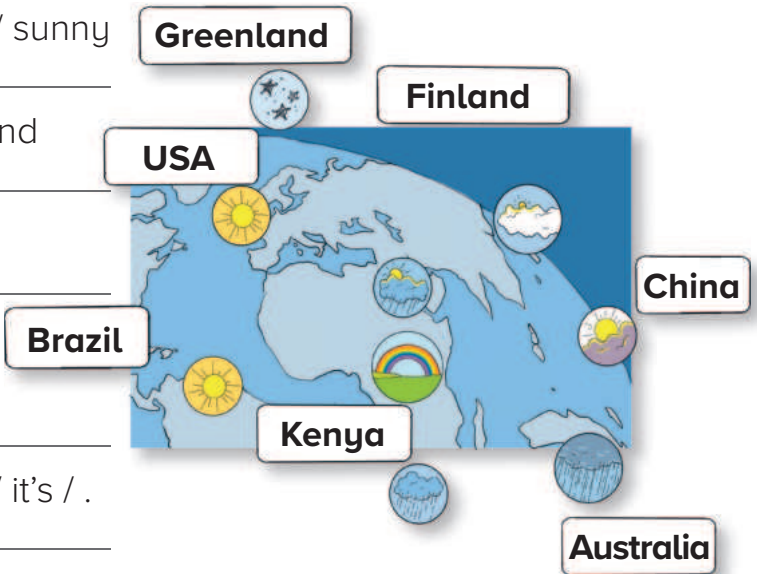 / sunny
Greenland
Finland
nd
USA
China
Brazil
Kenya
/ it's / .
Australia